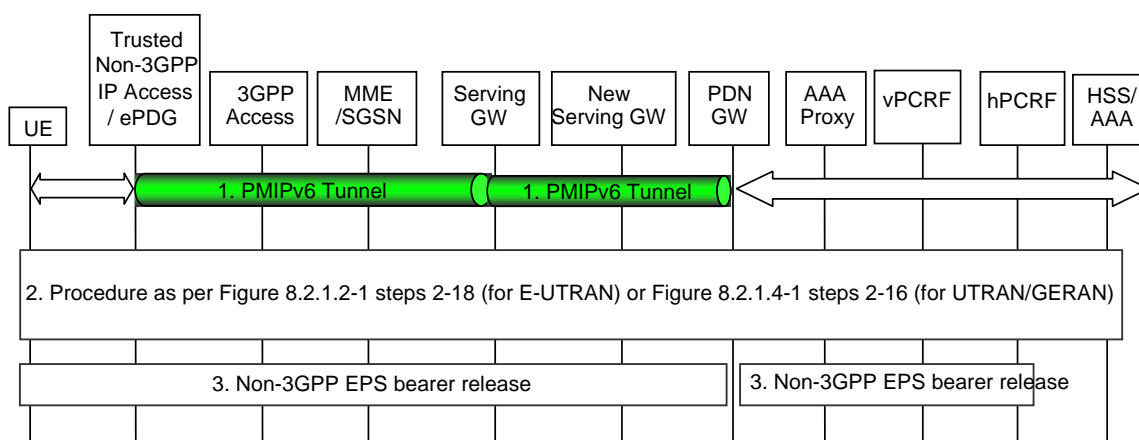 UE
Trusted
Non-3GPP
IP Access
/ ePDG
3GPP
Access
MME
/SGSN
Serving
GW
New
Serving GW
PDN
GW
AAA
Proxy
vPCRF
hPCRF
HSS/
AAA
1. PMIPv6 Tunnel
1. PMIPv6 Tunnel
2. Procedure as per Figure 8.2.1.2-1 steps 2-18 (for E-UTRAN) or Figure 8.2.1.4-1 steps 2-16 (for UTRAN/GERAN)
3. Non-3GPP EPS bearer release
3. Non-3GPP EPS bearer release